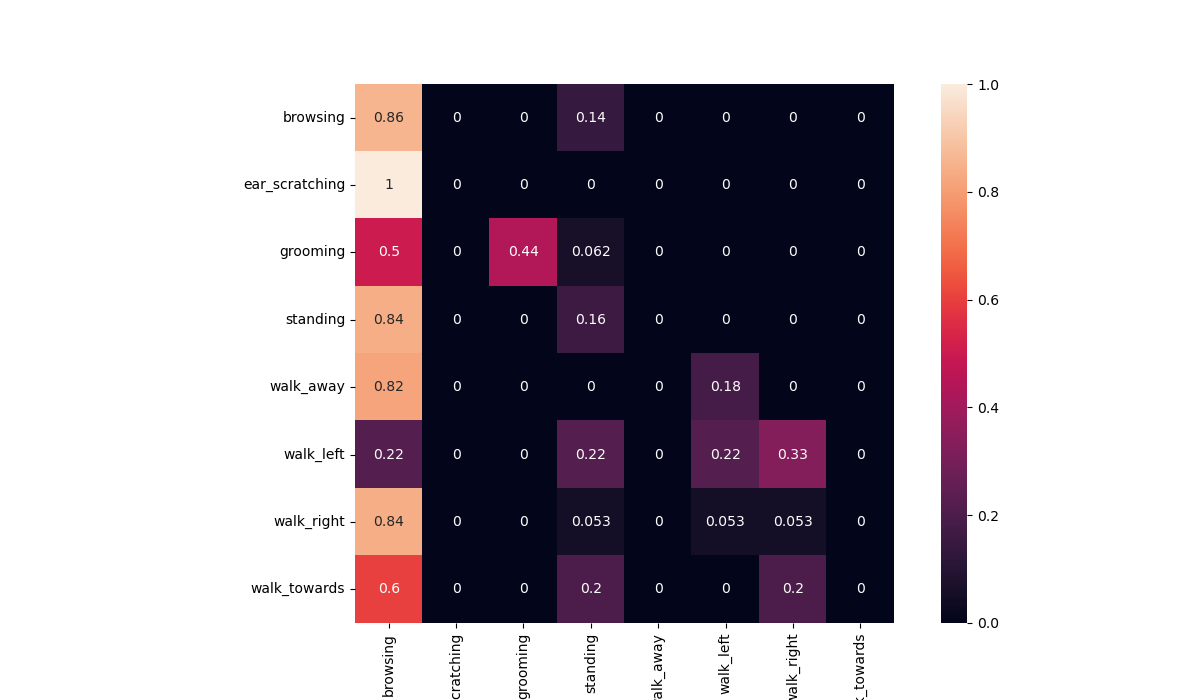 browsing 0.86 0 0 0.14 0 0 0 0
ear_scratching 1 0 0 0 0 0 0 0
grooming 0.5 0 0.44 0.062 0 0 0 0
standing 0.84 0 0 0.16 0 0 0 0
walk_away 0.82 0 0 0 0 0.18 0 0
walk_left 0.22 0 0 0.22 0 0.22 0.33 0
walk_right 0.84 0 0 0.053 0 0.053 0.053 0
walk_towards 0.6 0 0 0.2 0 0 0.2 0
browsing
cratching
grooming
standing
alk_away
walk_left
walk_right
k_towards
1.0
0.8
0.6
0.4
0.2
0.0